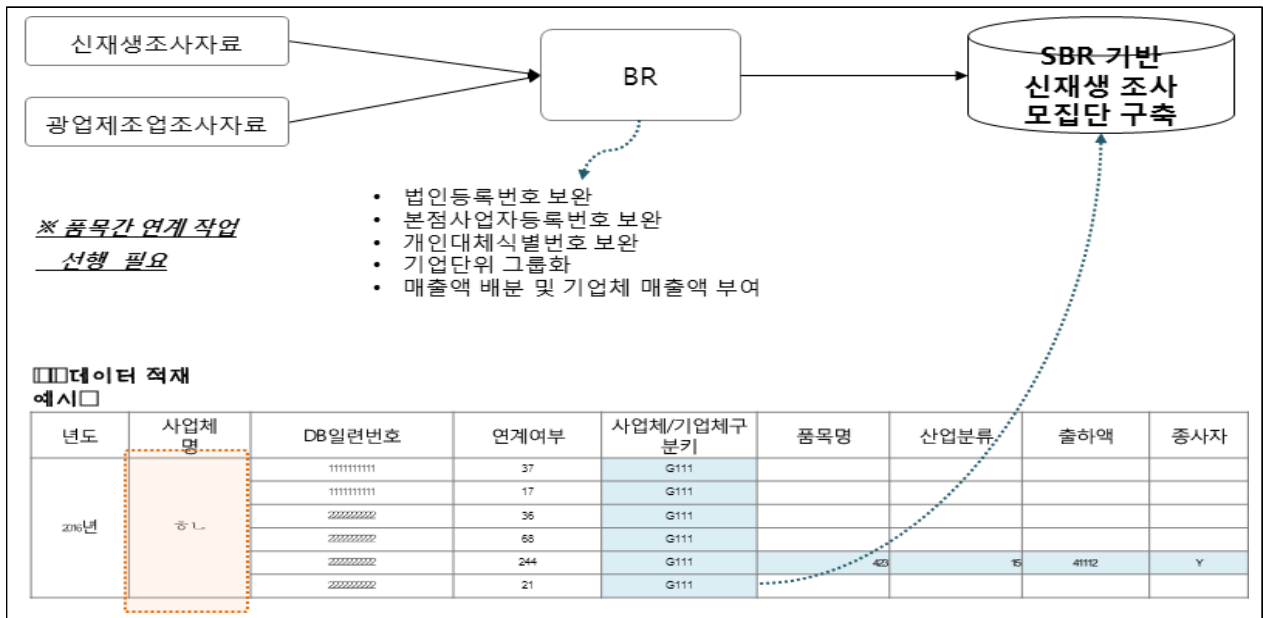 신재생조사자료
광업제조업조사자료
BR
SBR 기반
신재생 조사
모집단 구축
• 법인등록번호 보완
• 본점사업자등록번호 보완
• 개인대체식별번호 보완
• 기업단위 그룹화
• 매출액 배분 및 기업체 매출액 부여
※ 품목간 연계 작업
선행 필요
□□□데이터 적재
예시□
년도 사업체명 DB일련번호 연계여부 사업체/기업체구분키 품목명 산업분류 출하액 종사자
2016년 ㅎㄴ 1111111111 37 G111
1111111111 17 G111
2222222222 36 G111
2222222222 68 G111
2222222222 244 G111 423 15 41112 Y
2222222222 21 G111